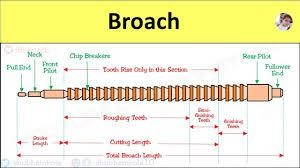 Broach
Neck
Chip Breakers
Rear Pilot
Pull End
Front
Pilot
Tooth Rise Only in this Section
Follower
End
Roughing Teeth
Semi-
finishing
Teeth
Finishing
Teeth
Shank
Length
Cutting Length
Total Broach Length